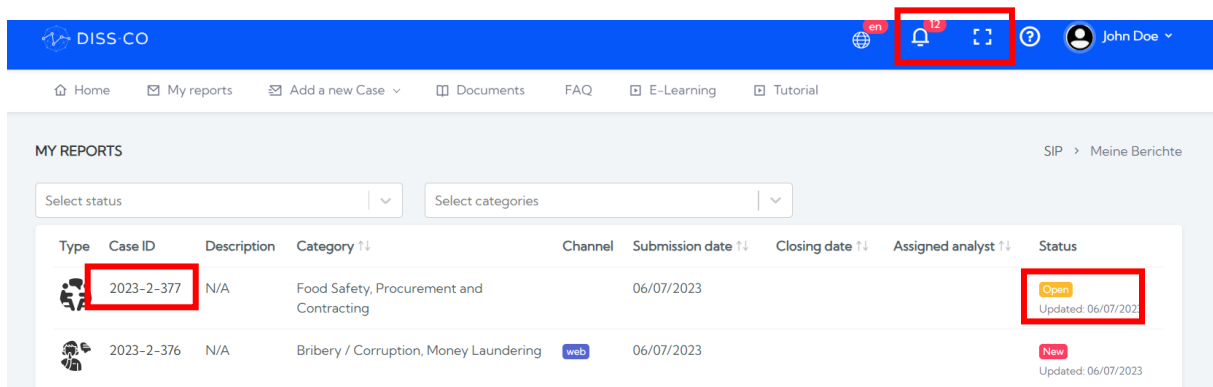 DISS-CO
en
12
John Doe
Home My reports Add a new Case Documents FAQ E-Learning Tutorial
MY REPORTS
SIP > Meine Berichte
Select status
Select categories
Type Case ID Description Category ↑↓ Channel Submission date ↑↓ Closing date ↑↓ Assigned analyst ↑↓ Status
2023-2-377 N/A Food Safety, Procurement and 06/07/2023 Open
Contracting
Updated: 06/07/2023
2023-2-376 N/A Bribery / Corruption, Money Laundering web 06/07/2023 New
Updated: 06/07/2023